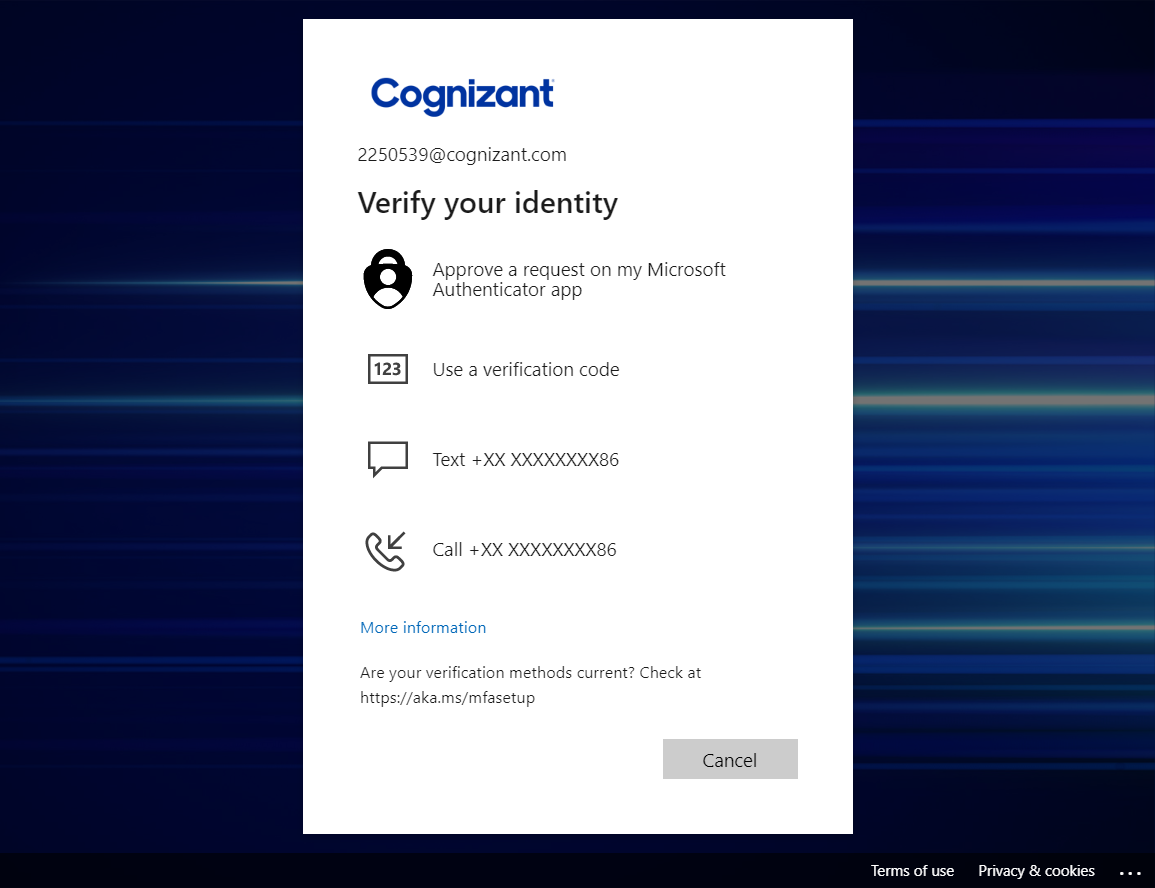 Cognizant
2250539@cognizant.com
Verify your identity
Approve a request on my Microsoft
Authenticator app
123
Use a verification code
Text +XX XXXXXXXX86
Call +XX XXXXXXXX86
More information
Are your verification methods current? Check at
https://aka.ms/mfasetup
Cancel
Terms of use Privacy & cookies ...